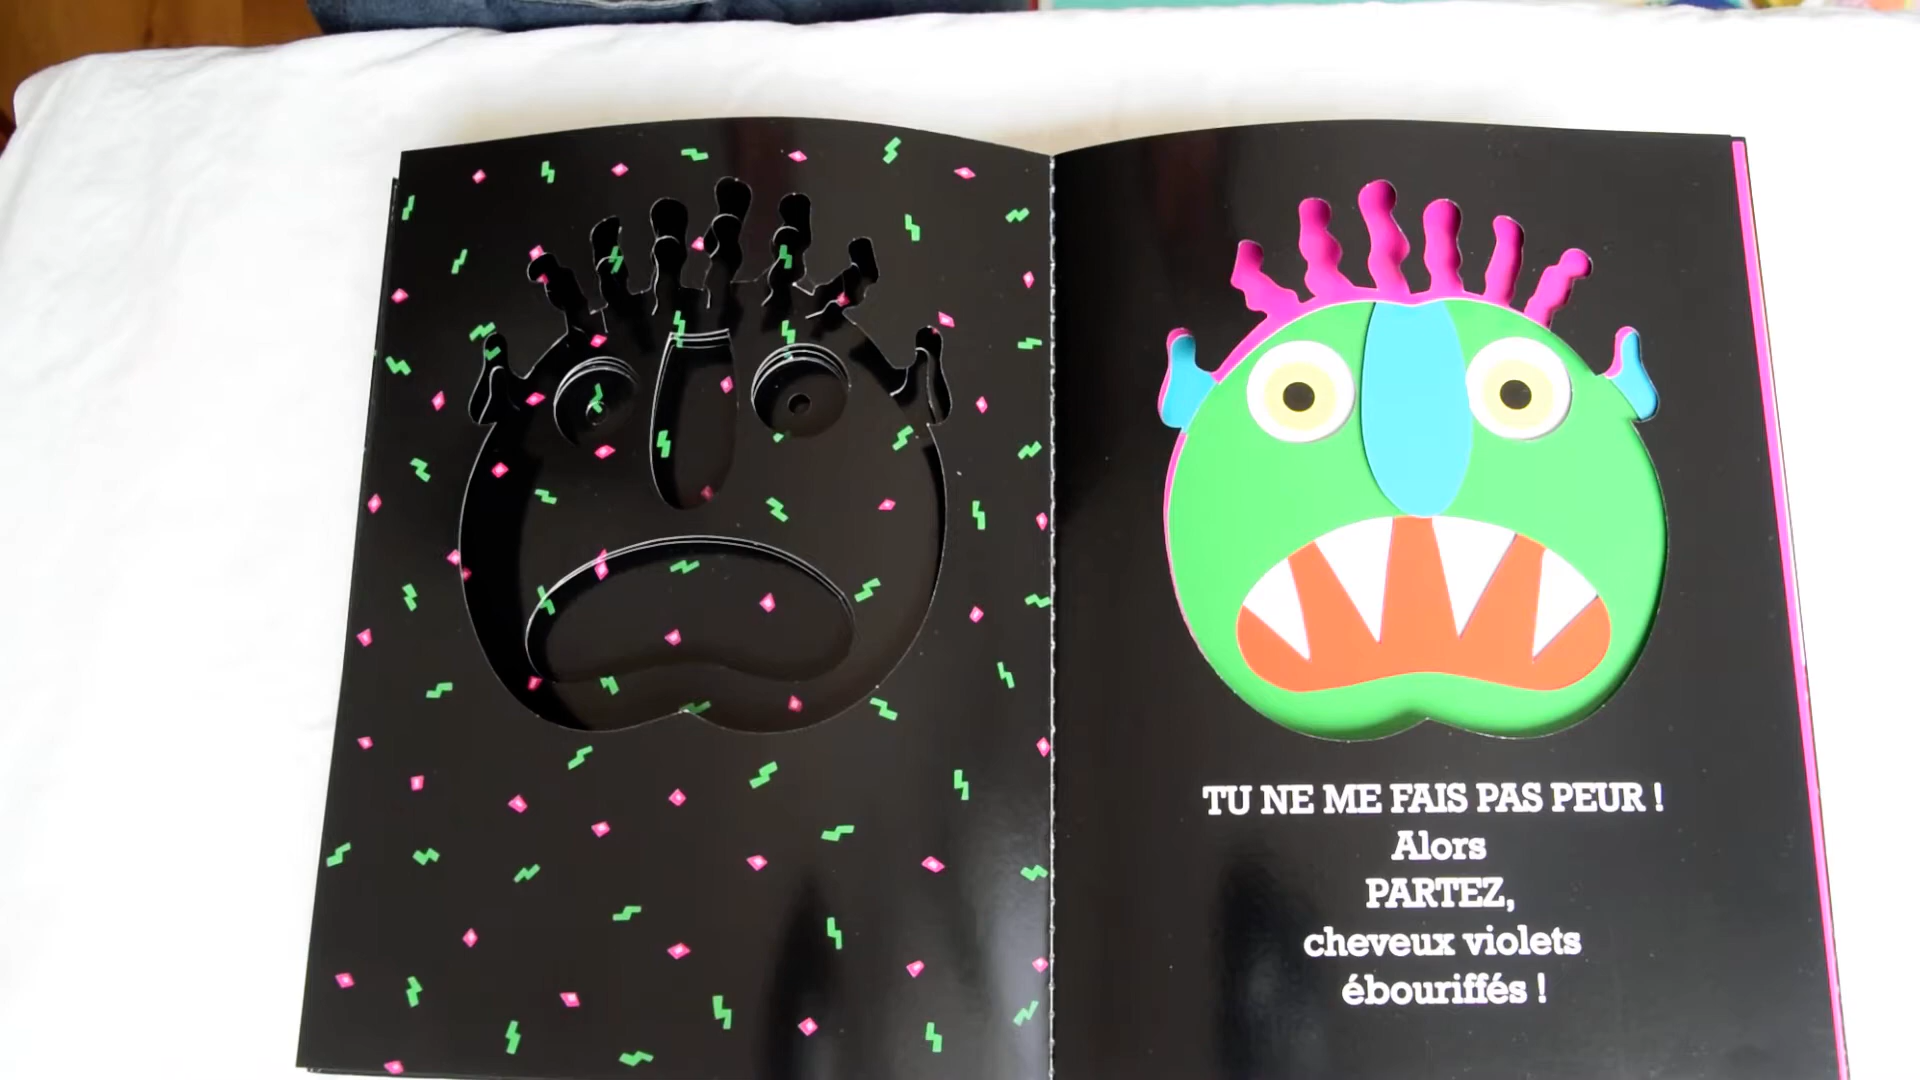 TU NE ME FAIS PAS PEUR !
Alors
PARTEZ,
cheveux violets
ébouriffés !